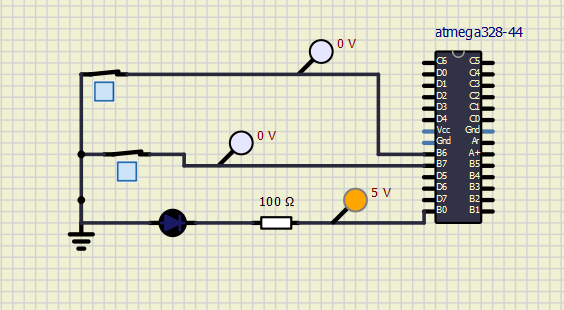 atmega328-44
0 V
0 V
5 V
100 Ω
C6 C5
D0 C4
D1 C3
D2 C2
D3 C1
D4 C0
Vcc Gnd
Gnd Ar
B6 A+
B7 B5
D5 B4
D6 B3
D7 B2
B0 B1